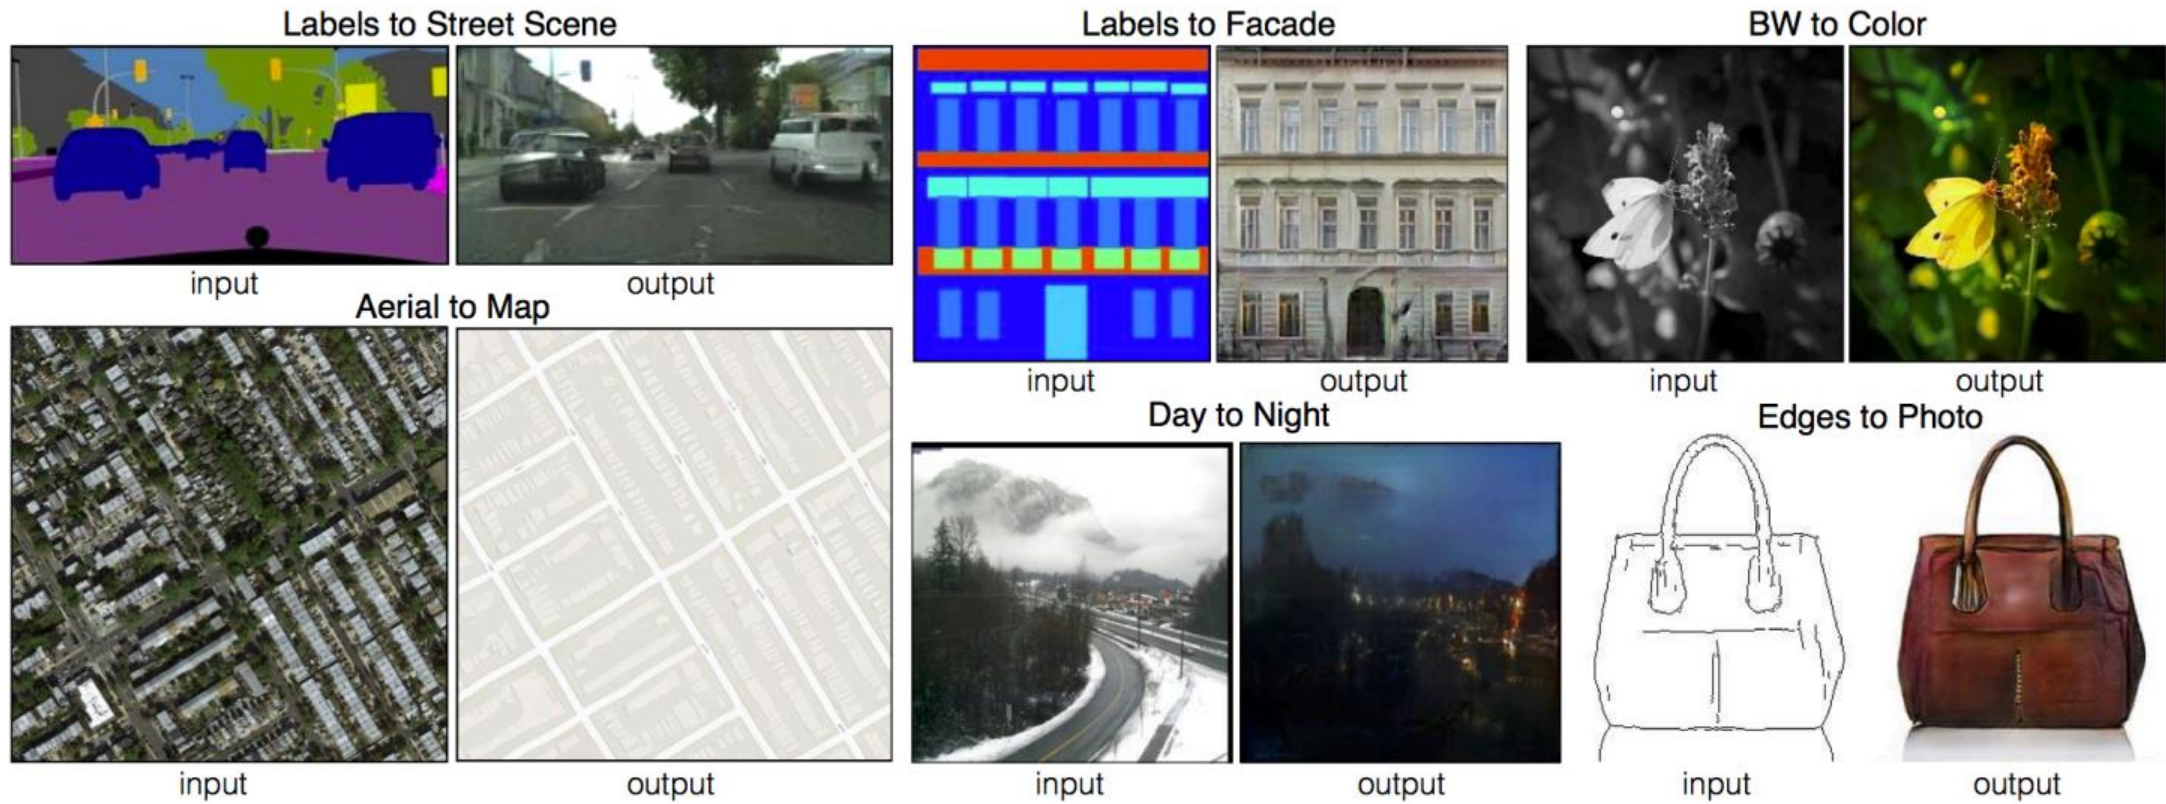 Labels to Street Scene
input
output
Aerial to Map
input
output
Labels to Facade
input
output
BW to Color
input
output
Day to Night
input
output
Edges to Photo
input
output